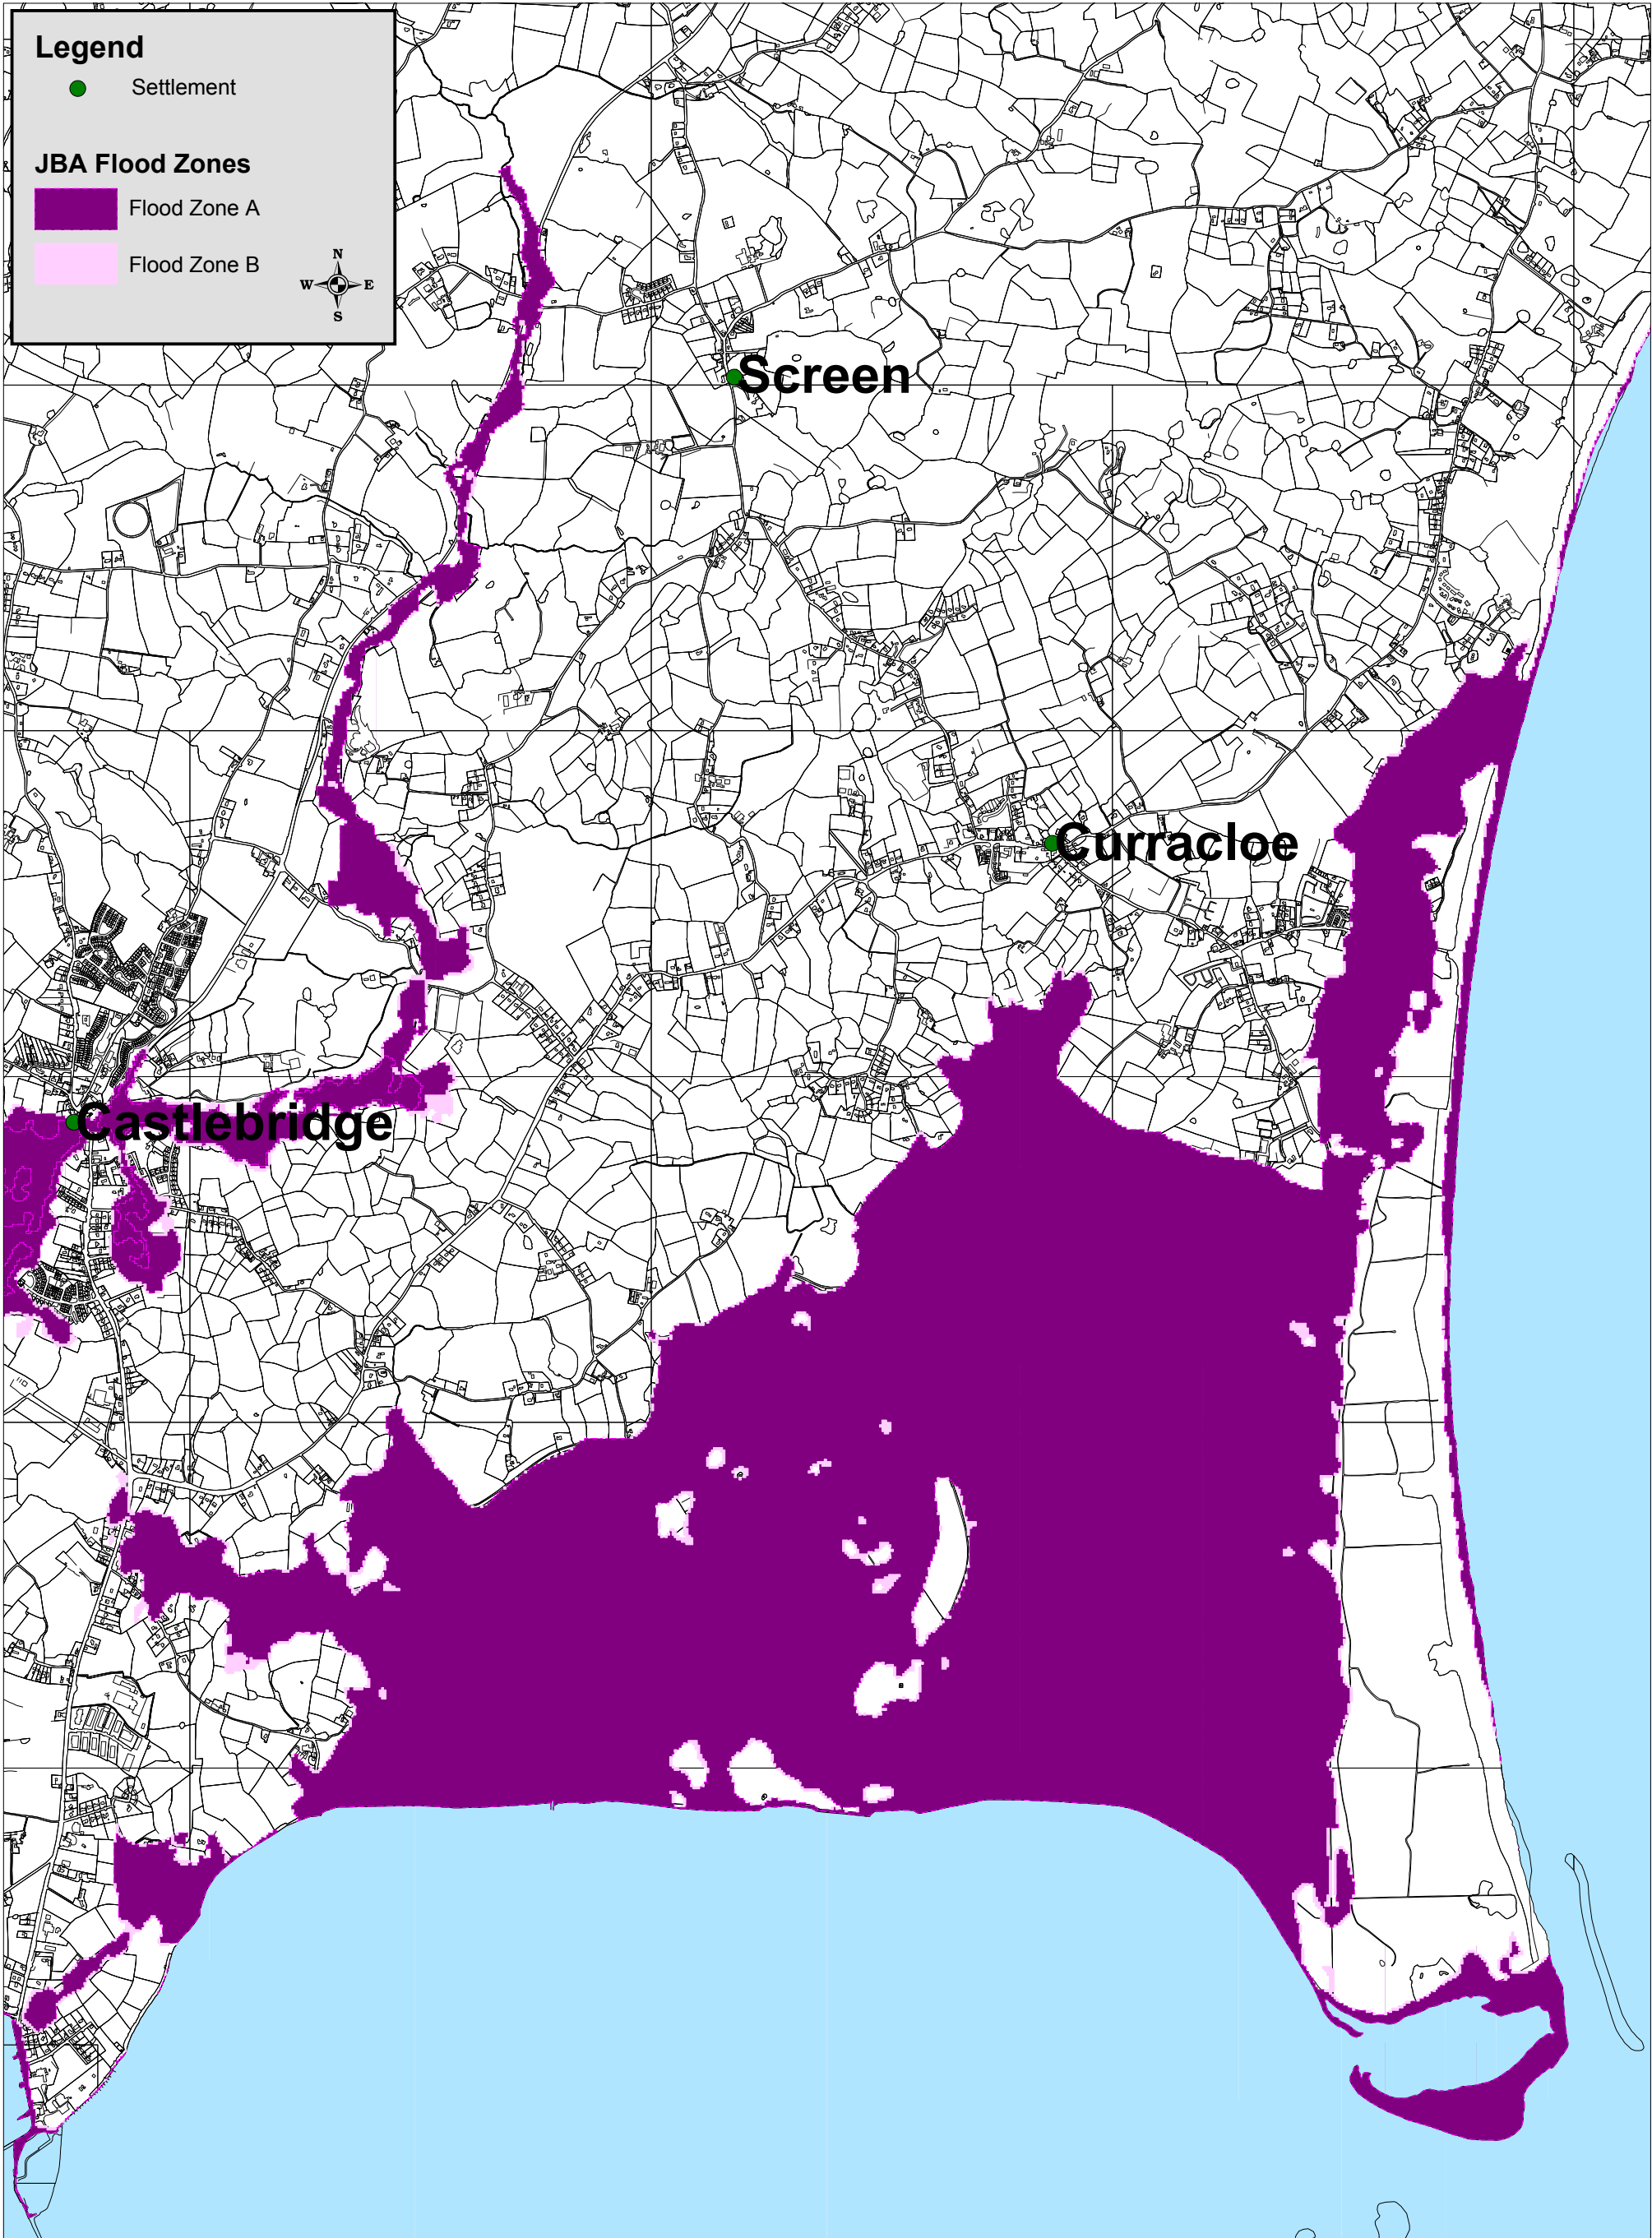 Legend
Settlement
JBA Flood Zones
Flood Zone A
Flood Zone B
N
W E
S
Screen
Curracloe
Castlebridge